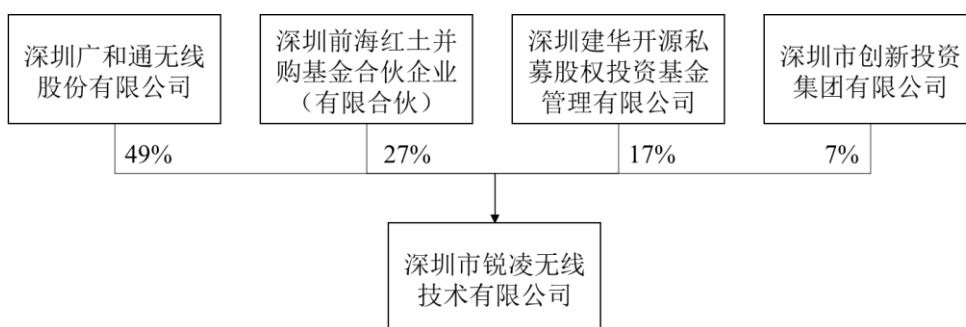 深圳广和通无线
股份有限公司
深圳前海红土并
购基金合伙企业
（有限合伙）
深圳建华开源私
募股权投资基金
管理有限公司
深圳市创新投资
集团有限公司
49%
27%
17%
7%
深圳市锐凌无线
技术有限公司